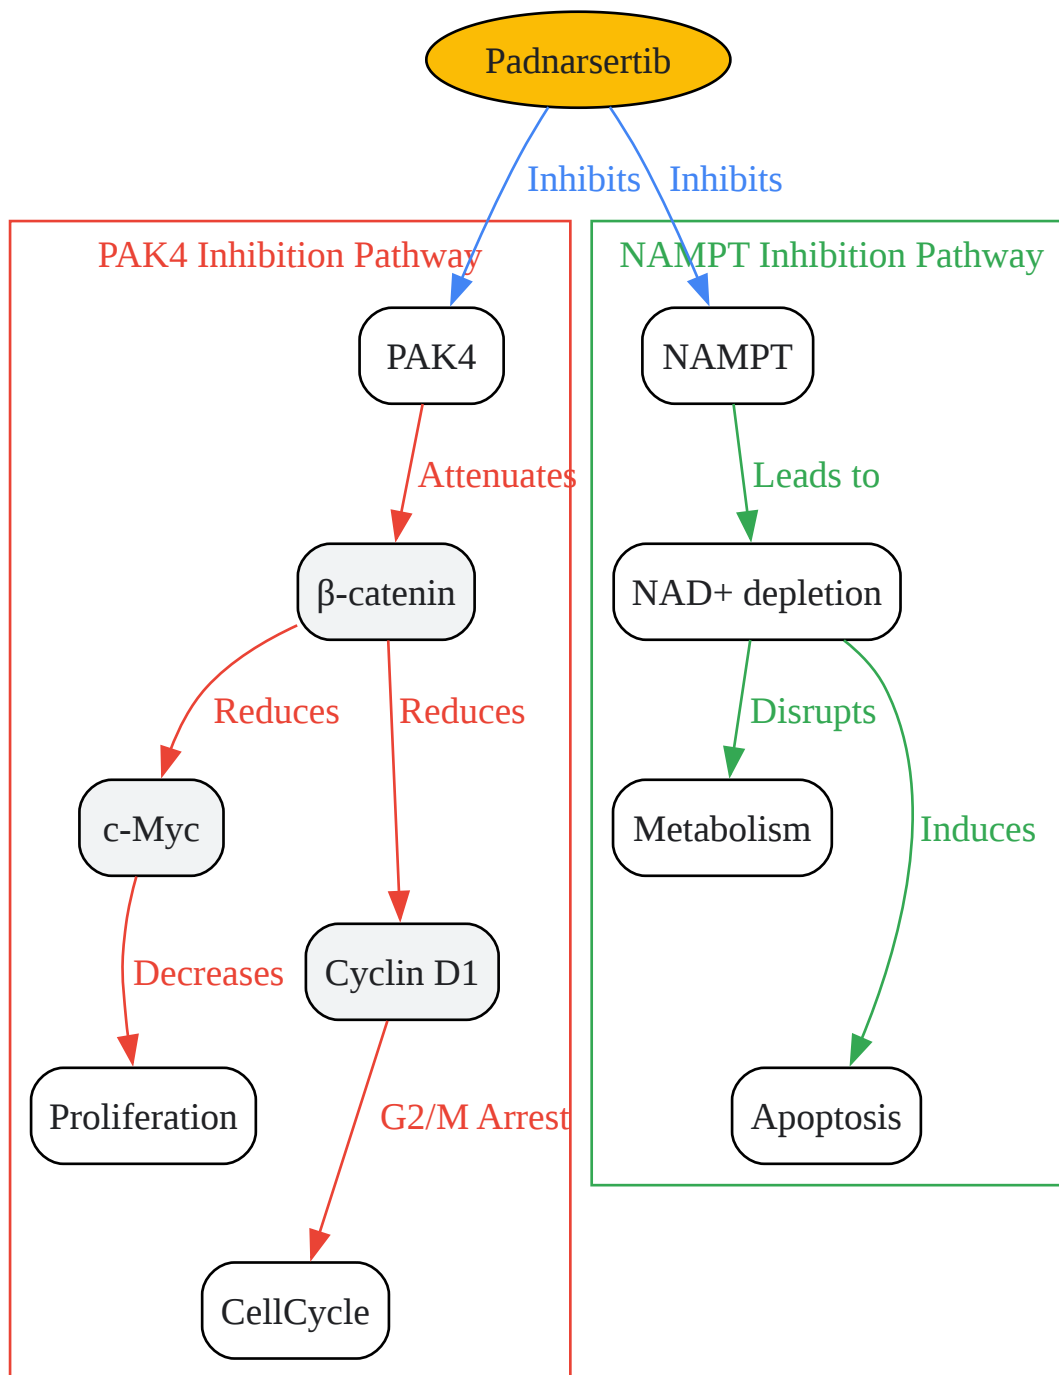 Padnarsertib
Inhibits
Inhibits
PAK4 Inhibition Pathway
NAMPT Inhibition Pathway
PAK4
NAMPT
Attenuates
Leads to
β-catenin
NAD+ depletion
Reduces
Reduces
Disrupts
c-Myc
Metabolism
Induces
Decreases
Cyclin D1
Proliferation
G2/M Arrest
Apoptosis
CellCycle